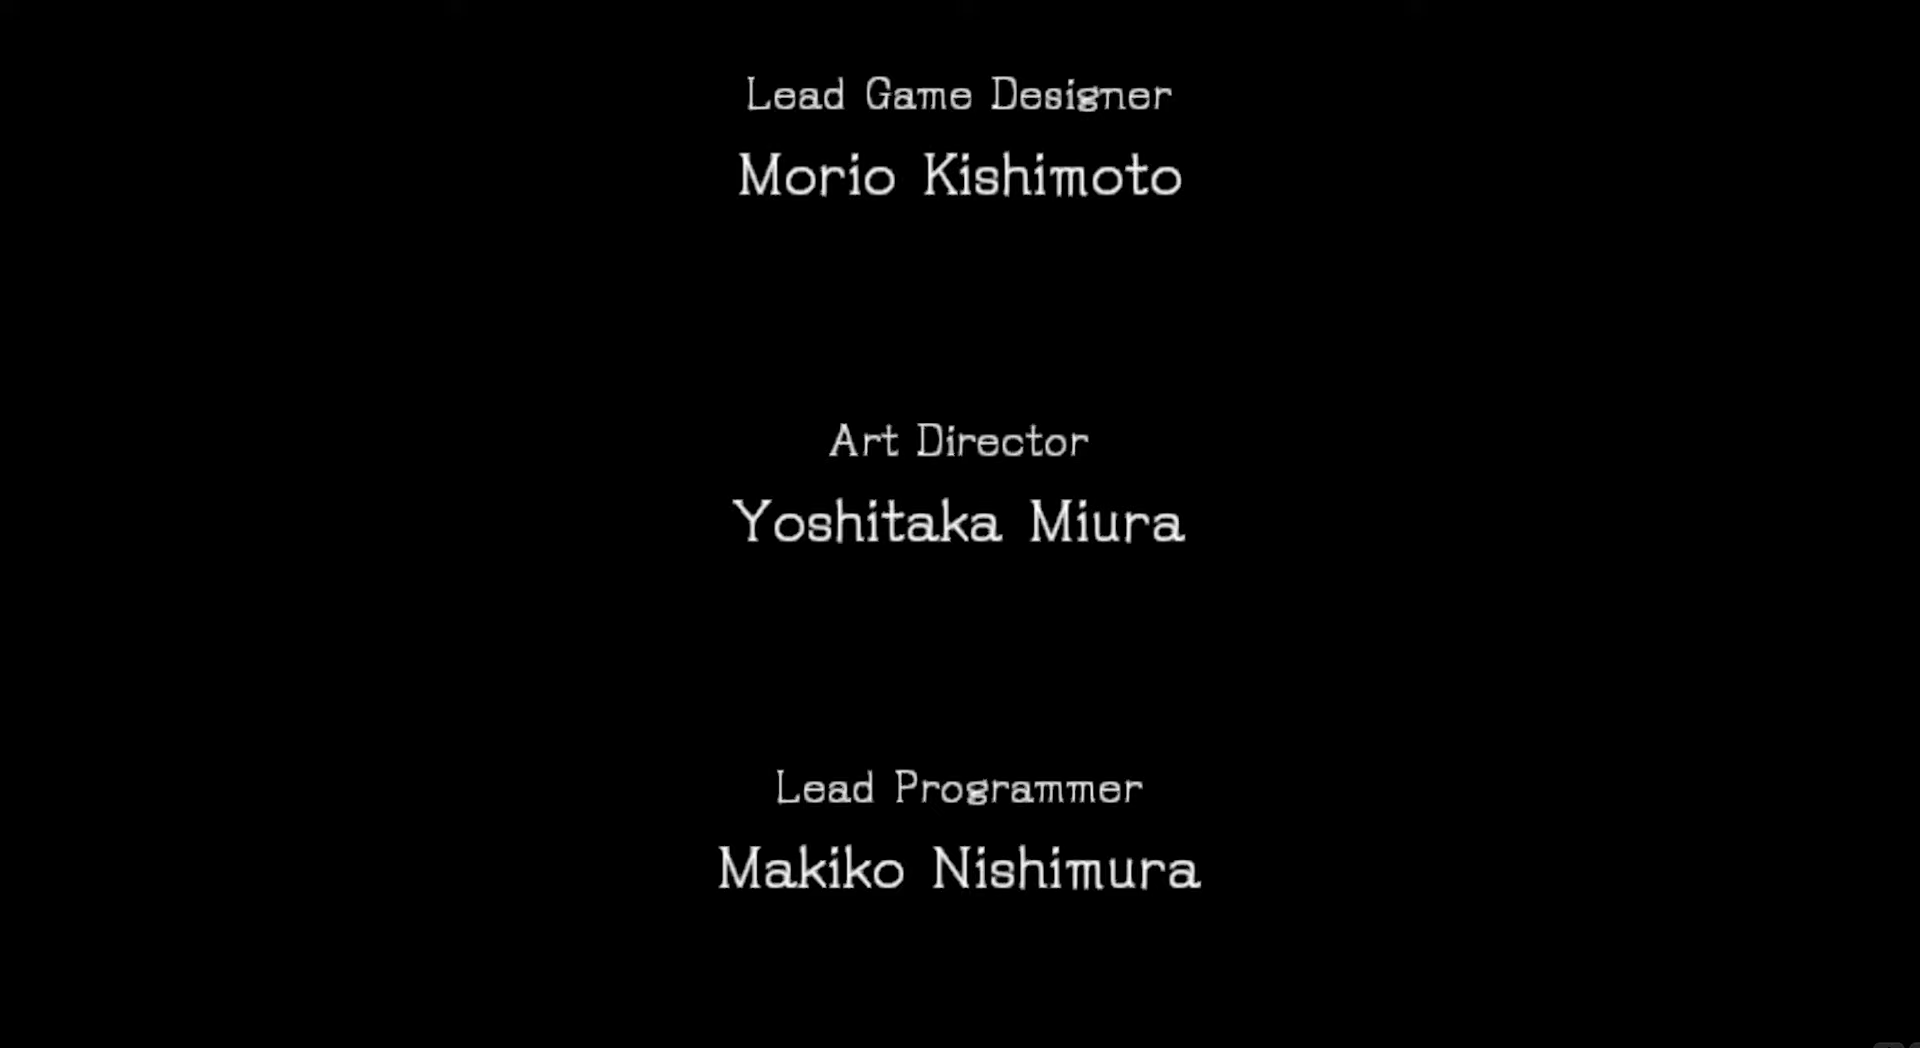 Lead Game Designer
Morio Kishimoto
Art Director
Yoshitaka Miura
Lead Programmer
Makiko Nishimura